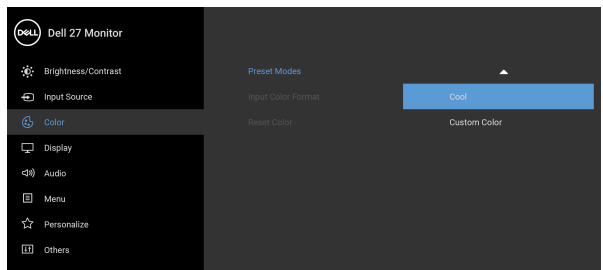 DELL Dell 27 Monitor
Brightness/Contrast
Preset Modes
Input Source
Input Color Format
Cool
Color
Reset Color
Custom Color
Display
Audio
Menu
Personalize
Others